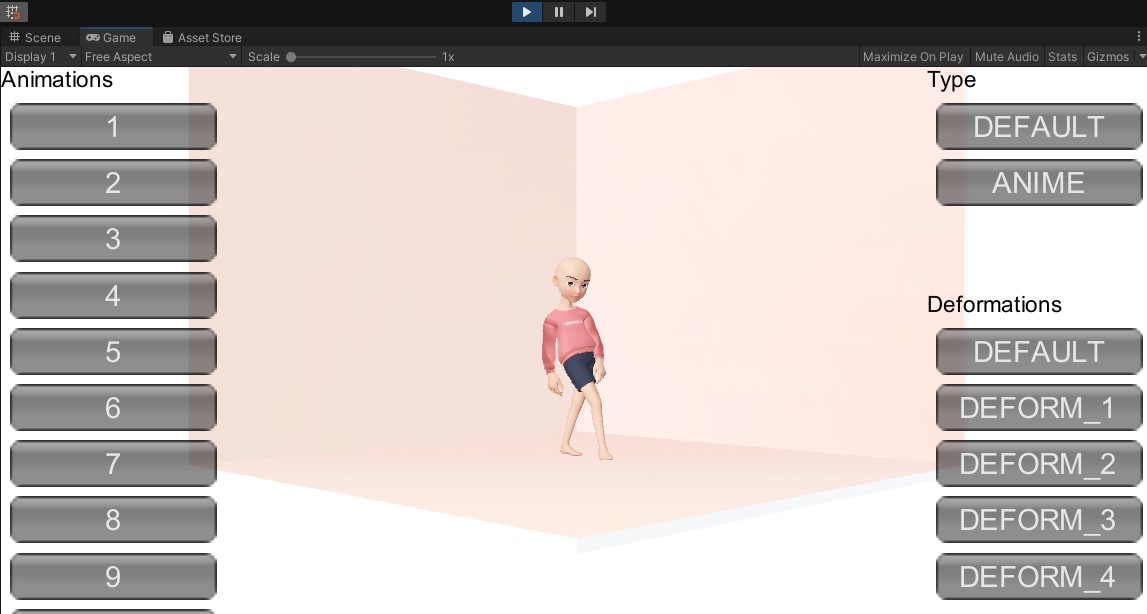 Scene Game Asset Store
Display 1 Free Aspect Scale 1x Maximize On Play Mute Audio Stats Gizmos
Animations
1
2
3
4
5
6
7
8
9
Type
DEFAULT
ANIME
Deformations
DEFAULT
DEFORM_1
DEFORM_2
DEFORM_3
DEFORM_4